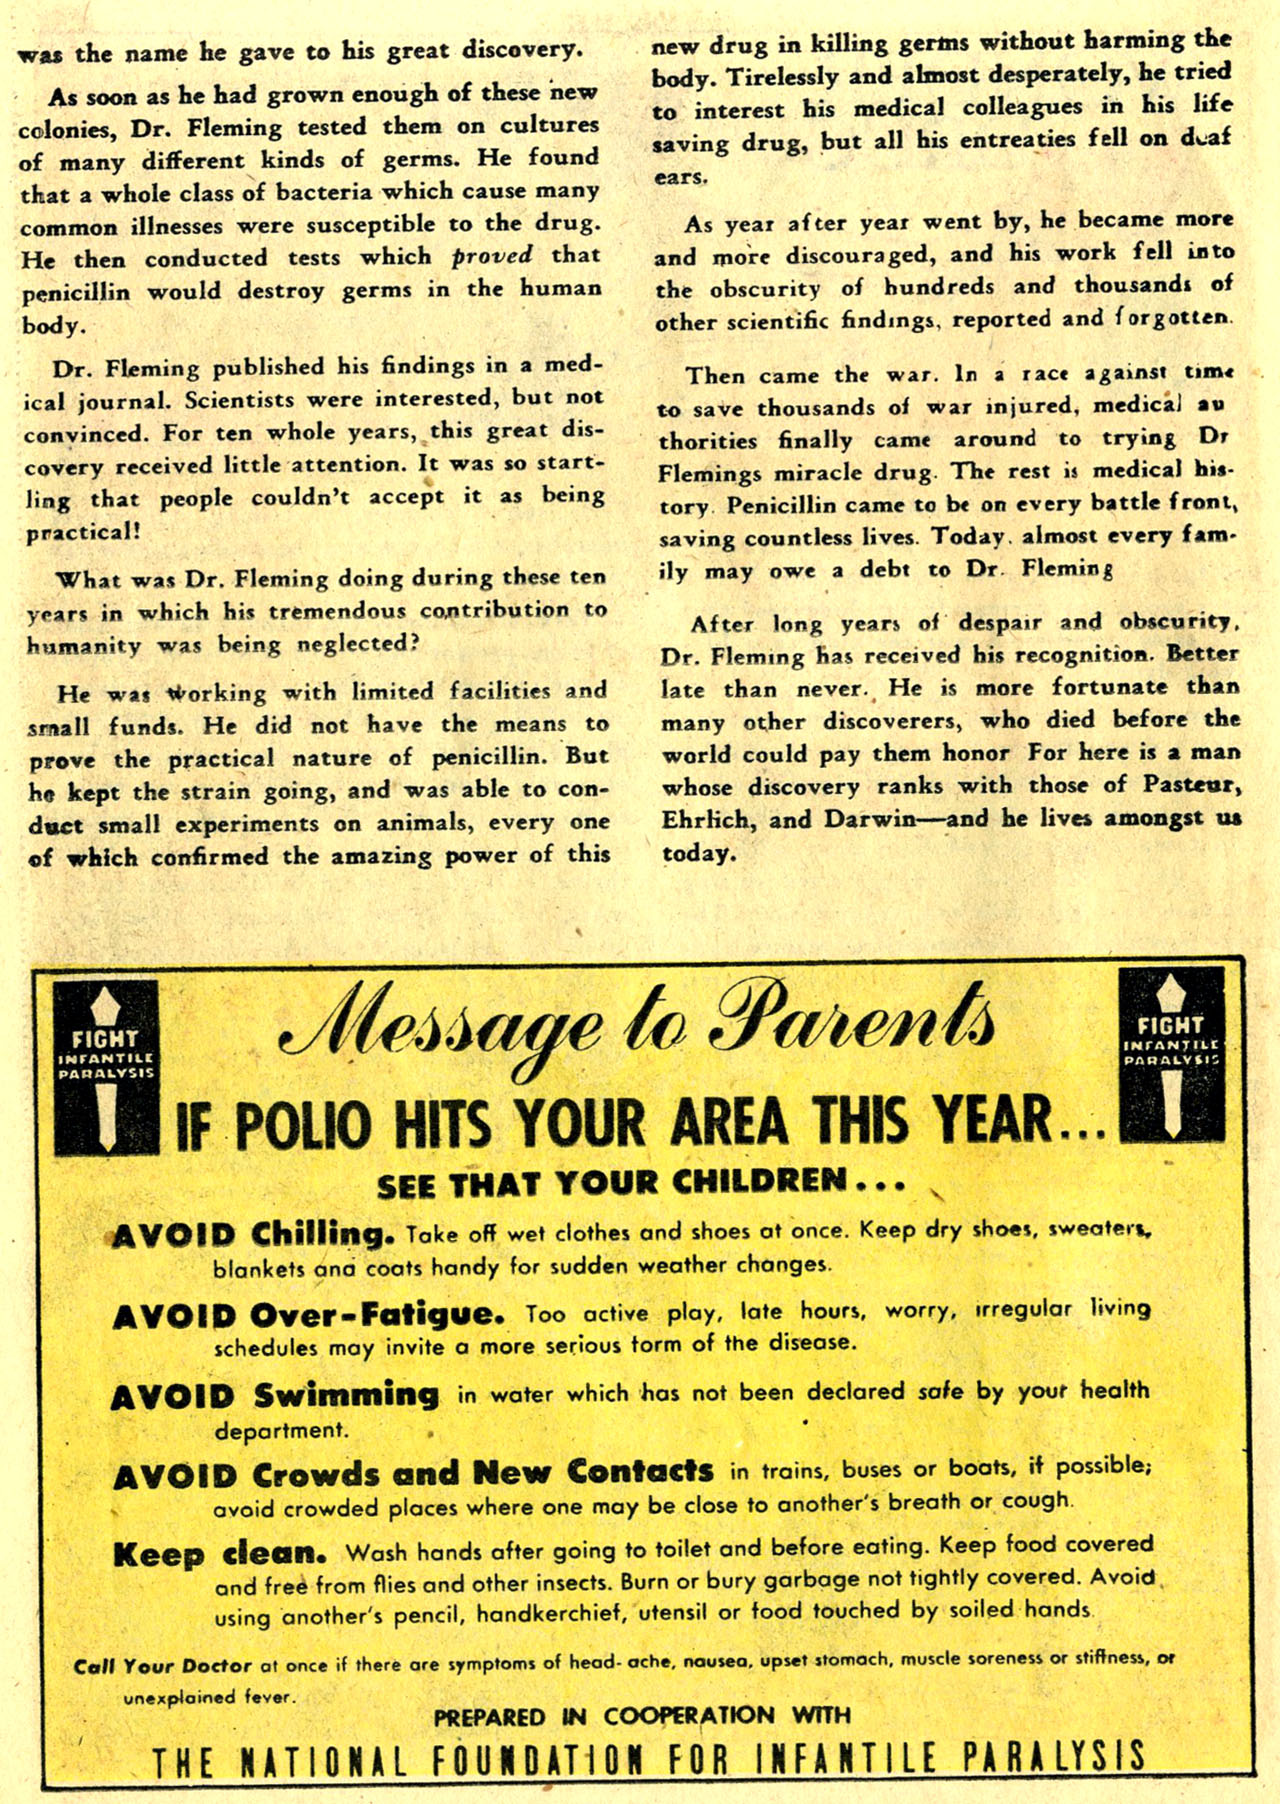 was the name he gave to his great discovery.
As soon as he had grown enough of these new
colonies, Dr. Fleming tested them on cultures
of many different kinds of germs. He found
that a whole class of bacteria which cause many
common illnesses were susceptible to the drug.
He then conducted tests which proved that
penicillin would destroy germs in the human
body.
Dr. Fleming published his findings in a med-
ical journal. Scientists were interested, but not
convinced. For ten whole years, this great dis-
covery received little attention. It was so start-
ling that people couldn't accept it as being
practical!
What was Dr. Fleming doing during these ten
years in which his tremendous contribution to
humanity was being neglected?
He was working with limited facilities and
small funds. He did not have the means to
prove the practical nature of penicillin. But
he kept the strain going, and was able to con-
duct small experiments on animals, every one
of which confirmed the amazing power of this
new drug in killing germs without harming the
body. Tirelessly and almost desperately, he tried
to interest his medical colleagues in his life
saving drug, but all his entreaties fell on deaf
ears.
As year after year went by, he became more
and more discouraged, and his work fell into
the obscurity of hundreds and thousands of
other scientific findings, reported and forgotten.
Then came the war. In a race against time
to save thousands of war injured, medical au
thorities finally came around to trying Dr
Flemings miracle drug. The rest is medical his-
tory. Penicillin came to be on every battle front,
saving countless lives. Today. almost every fam-
ily may owe a debt to Dr. Fleming
After long years of despair and obscurity,
Dr. Fleming has received his recognition. Better
late than never. He is more fortunate than
many other discoverers, who died before the
world could pay them honor For here is a man
whose discovery ranks with those of Pasteur,
Ehrlich, and Darwin—and he lives amongst us
today.
FIGHT
INFANTILE
PARALYSIS
Message to Parents
FIGHT
INFANTILE
PARALYSIS
IF POLIO HITS YOUR AREA THIS YEAR...
SEE THAT YOUR CHILDREN...
AVOID Chilling. Take off wet clothes and shoes at once. Keep dry shoes, sweaters,
blankets and coats handy for sudden weather changes.
AVOID Over-Fatigue. Too active play, late hours, worry, irregular living
schedules may invite a more serious form of the disease.
AVOID Swimming in water which has not been declared safe by your health
department.
AVOID Crowds and New Contacts in trains, buses or boats, if possible;
avoid crowded places where one may be close to another's breath or cough.
Keep clean. Wash hands after going to toilet and before eating. Keep food covered
and free from flies and other insects. Burn or bury garbage not tightly covered. Avoid
using another's pencil, handkerchief, utensil or food touched by soiled hands.
Call Your Doctor at once if there are symptoms of head- ache, nausea, upset stomach, muscle soreness or stiffness, or
unexplained fever.
PREPARED IN COOPERATION WITH
THE NATIONAL FOUNDATION FOR INFANTILE PARALYSIS